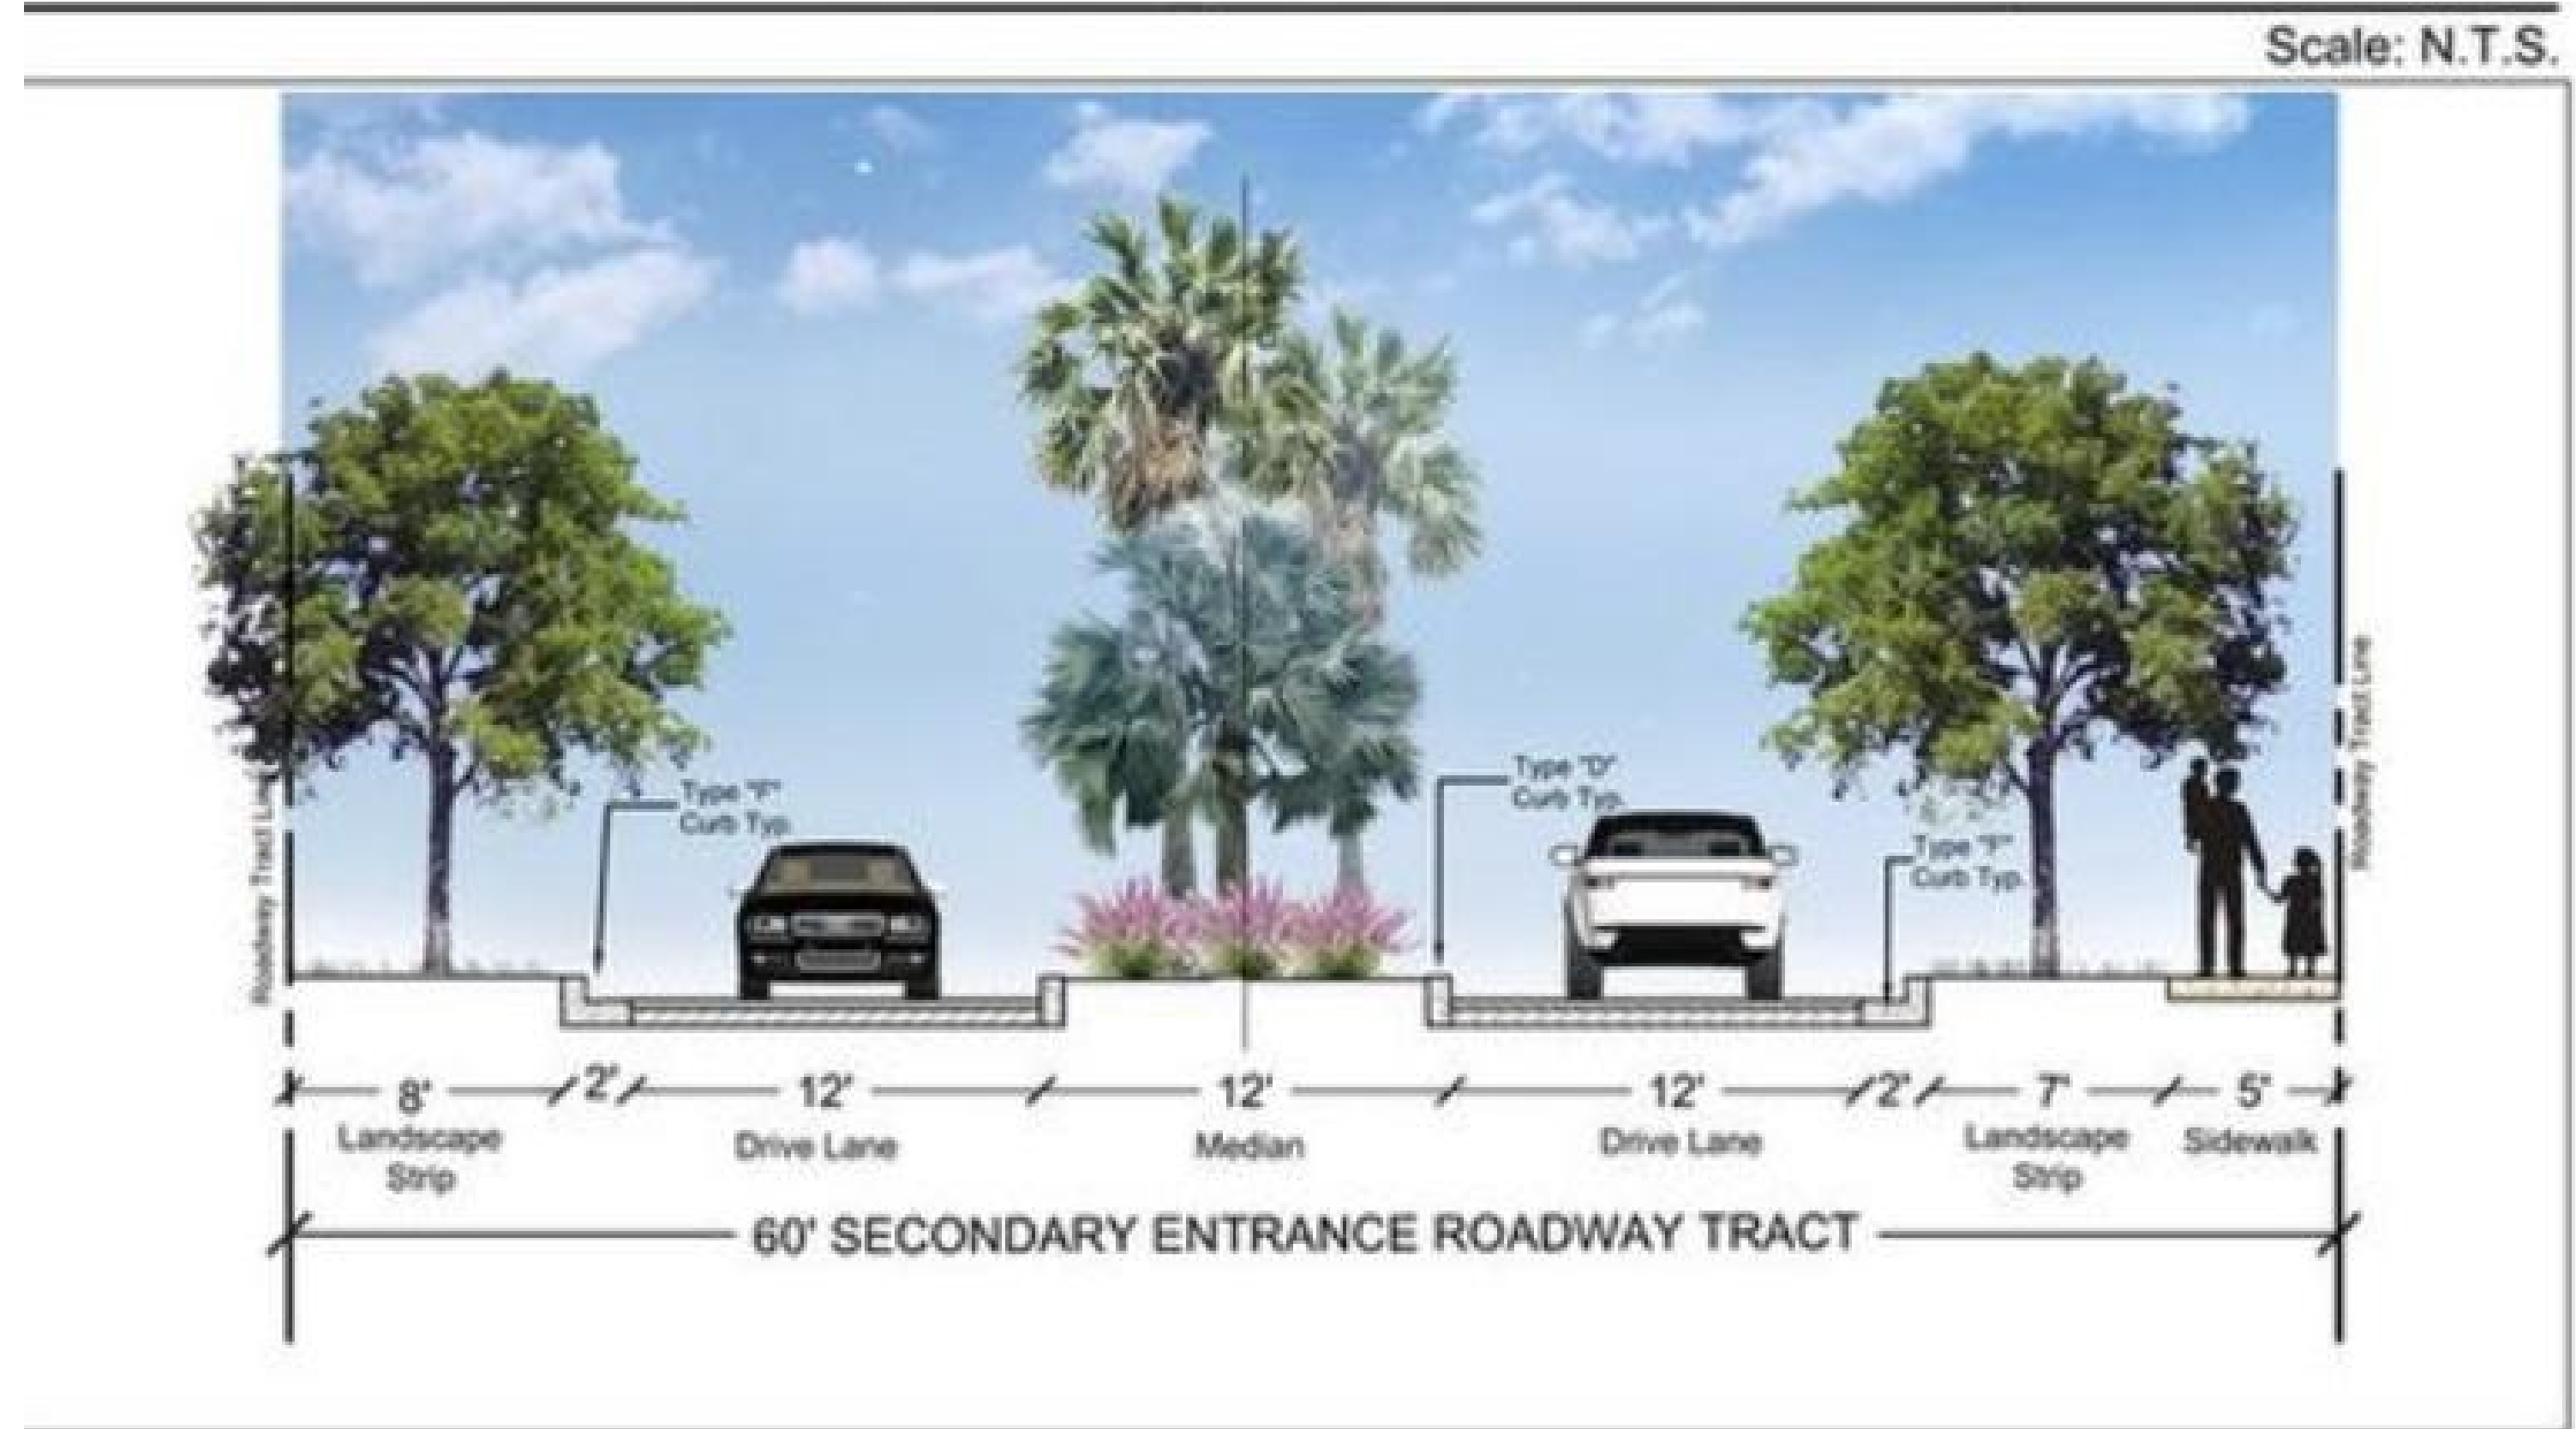 Scale: N.T.S.
Roadway Tract Line
Type "F"
Curb Typ.
Type "D"
Curb Typ.
Type "F"
Curb Typ.
Roadway Tract Line
8' 2' 12' 12' 12' 2' 7' 5'
Landscape
Strip
Drive Lane
Median
Drive Lane
Landscape
Strip
Sidewalk
60' SECONDARY ENTRANCE ROADWAY TRACT